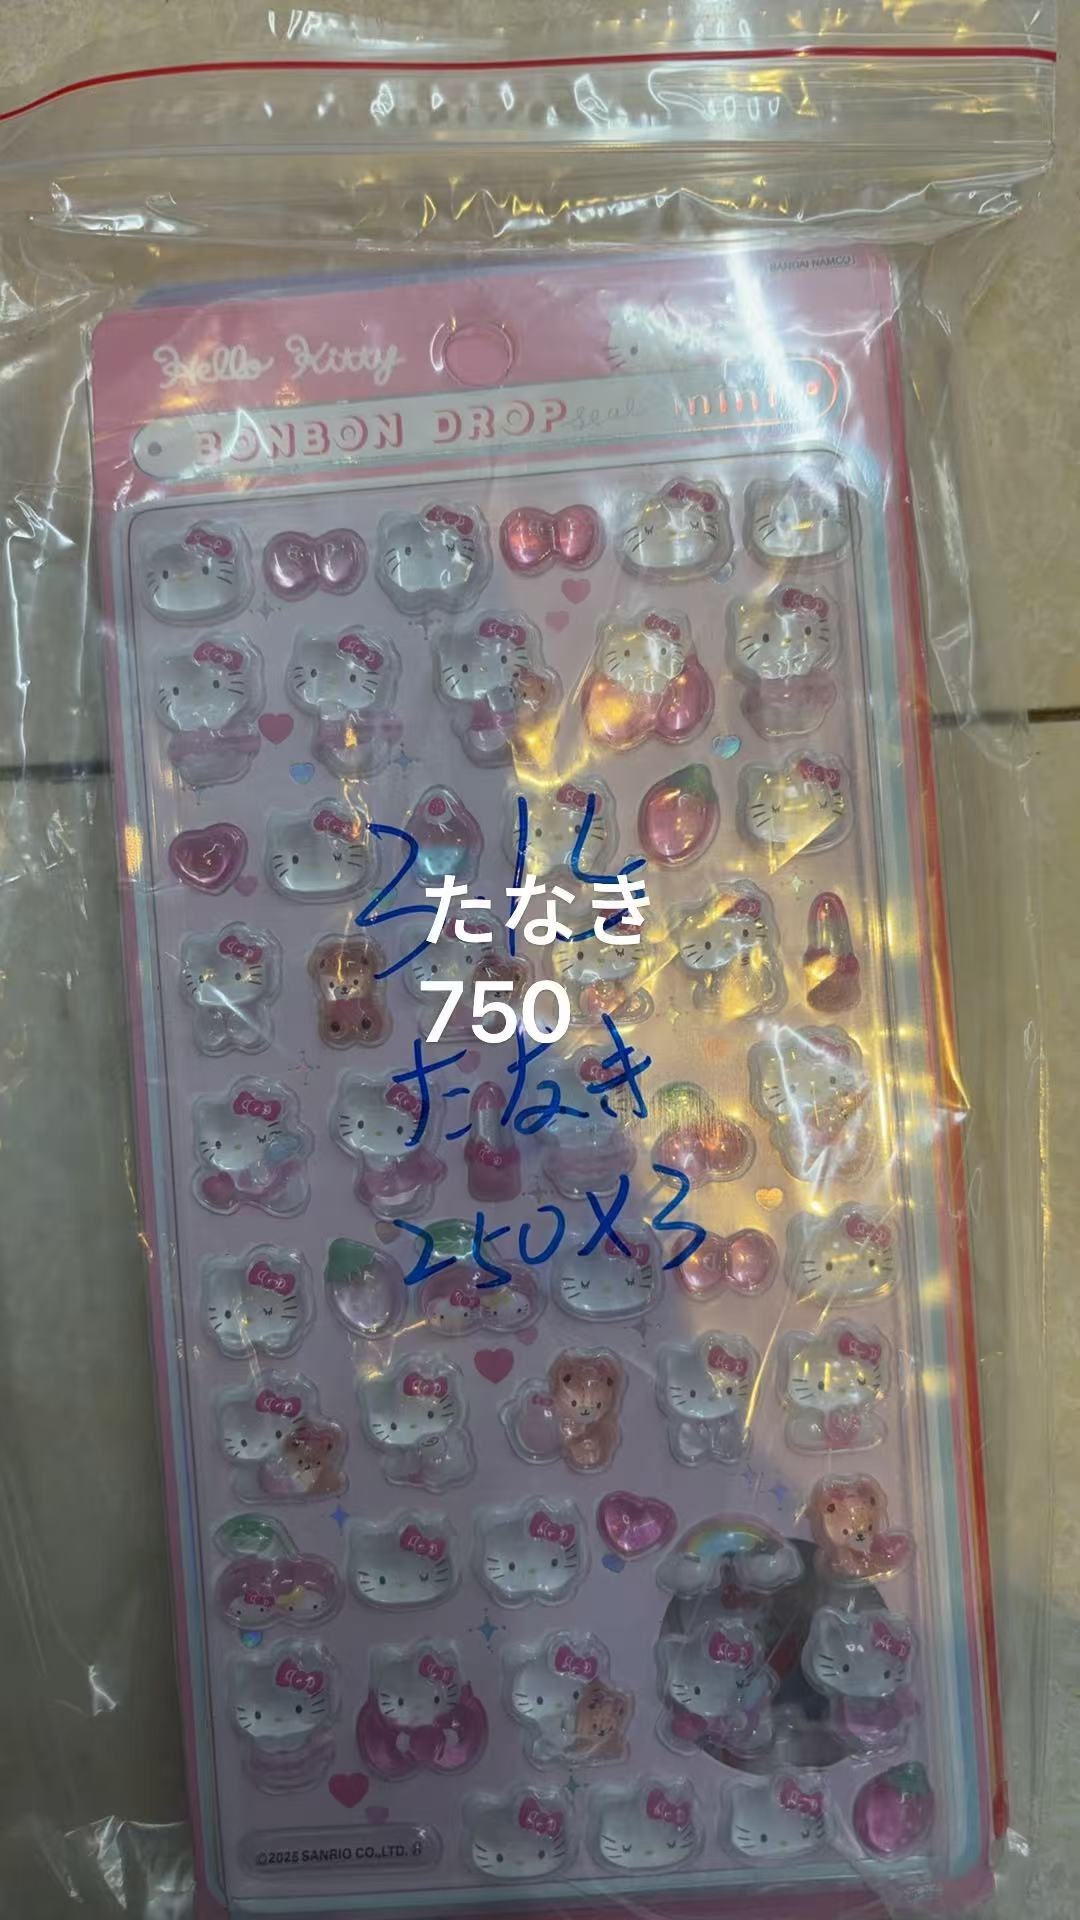 BANDAI NAMCO
Hello Kitty
BONBON DROP seal mini
3.1
たなき
750
たなき
250X3
©2025 SANRIO CO.,LTD.